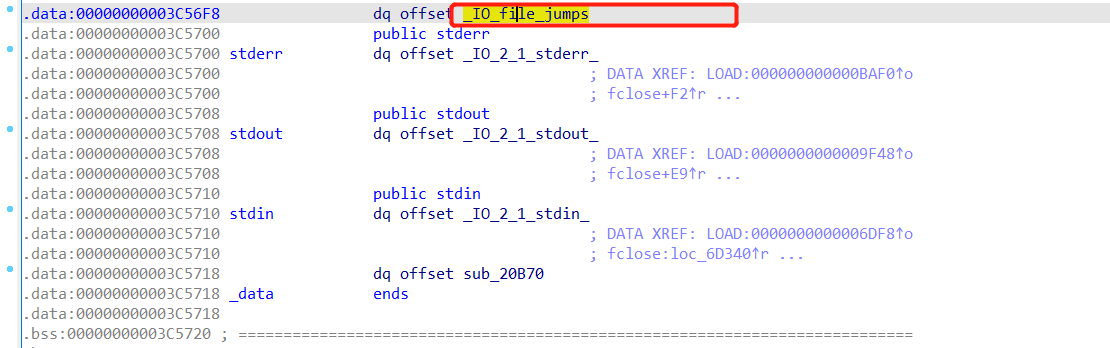 .data:00000000003C56F8 dq offset _IO_file_jumps
.data:00000000003C5700 public stderr
.data:00000000003C5700 stderr dq offset _IO_2_1_stderr_
.data:00000000003C5700 ; DATA XREF: LOAD:000000000000BAF0↑o
.data:00000000003C5700 ; fclose+F2↑r ...
.data:00000000003C5708 public stdout
.data:00000000003C5708 stdout dq offset _IO_2_1_stdout_
.data:00000000003C5708 ; DATA XREF: LOAD:0000000000009F48↑o
.data:00000000003C5708 ; fclose+E9↑r ...
.data:00000000003C5710 public stdin
.data:00000000003C5710 stdin dq offset _IO_2_1_stdin_
.data:00000000003C5710 ; DATA XREF: LOAD:0000000000006DF8↑o
.data:00000000003C5710 ; fclose:loc_6D340↑r ...
.data:00000000003C5718 dq offset sub_20B70
.data:00000000003C5718 _data ends
.data:00000000003C5718
.bss:00000000003C5720 ; ===========================================================================